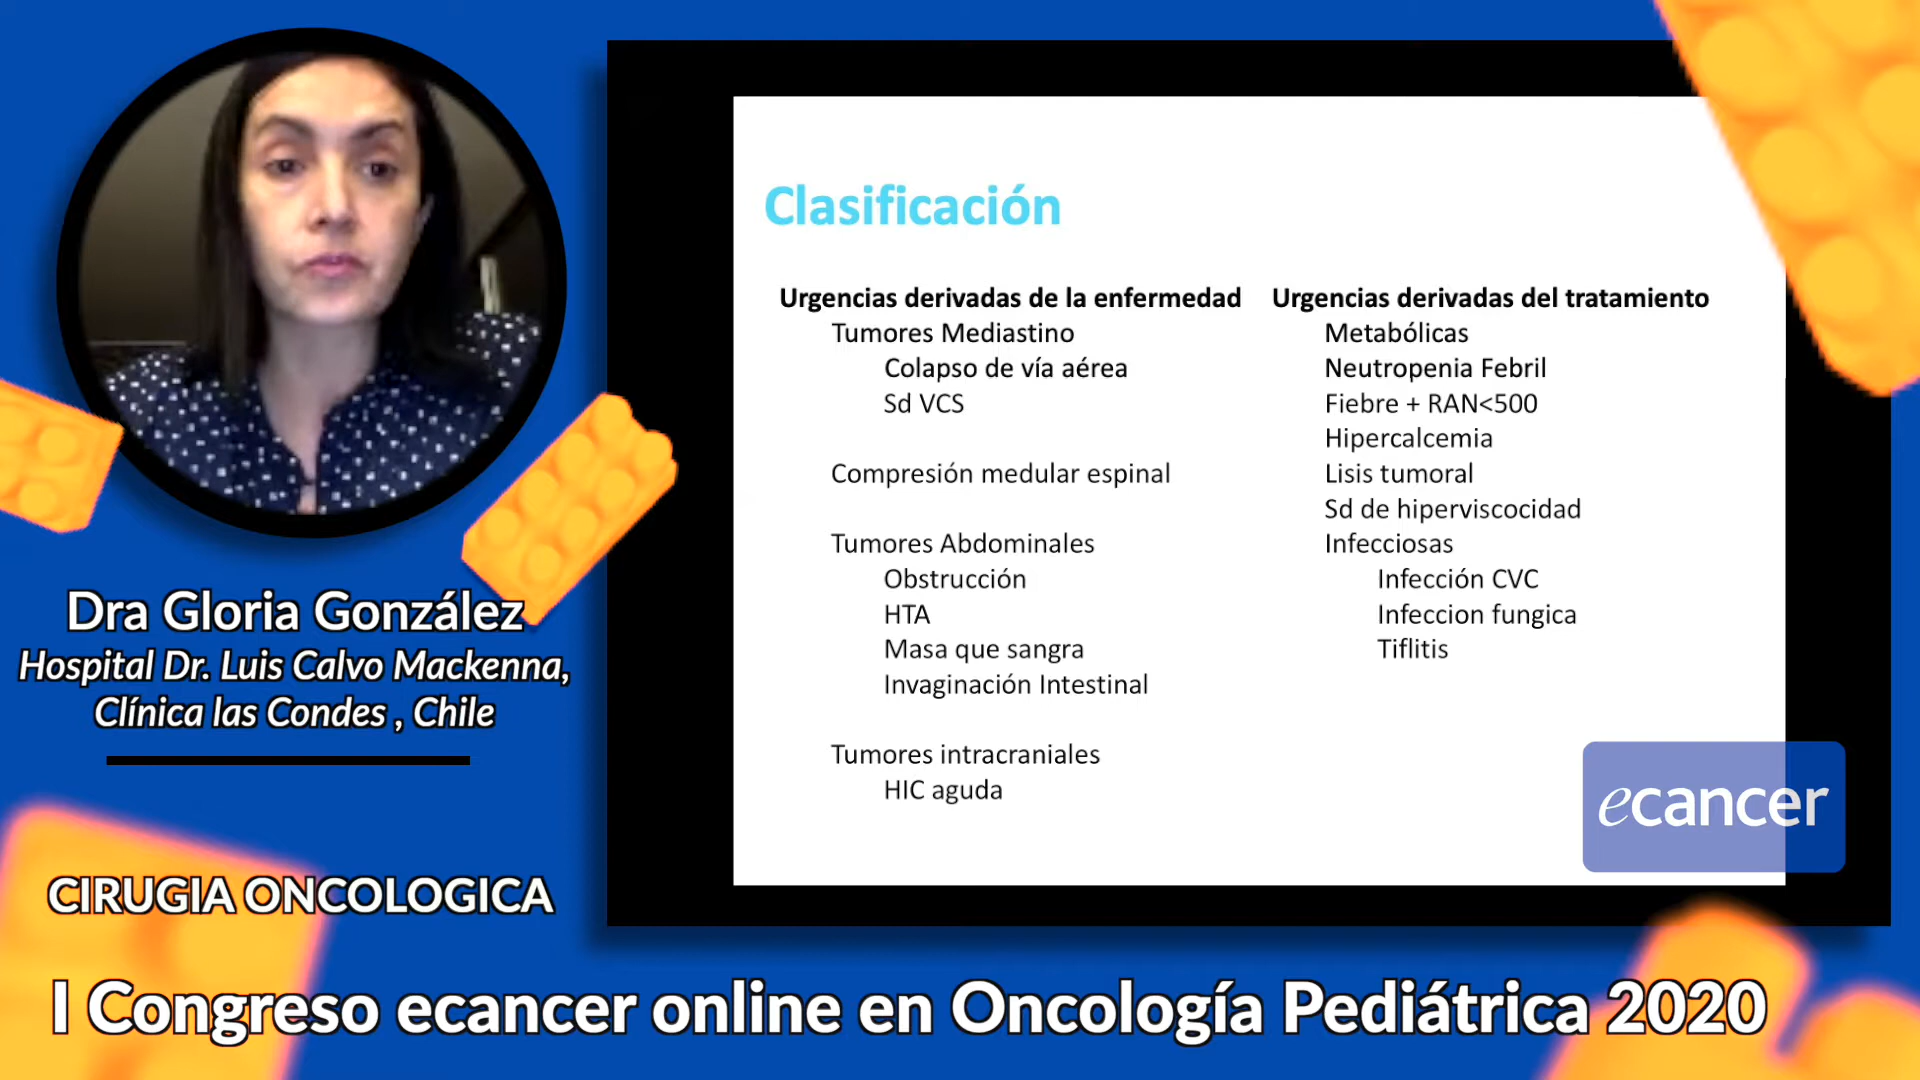 Dra Gloria González
Hospital Dr. Luis Calvo Mackenna,
Clínica las Condes , Chile
CIRUGIA ONCOLOGICA
Clasificación
Urgencias derivadas de la enfermedad
Tumores Mediastino
Colapso de vía aérea
Sd VCS
Compresión medular espinal
Tumores Abdominales
Obstrucción
HTA
Masa que sangra
Invaginación Intestinal
Tumores intracraniales
HIC aguda
Urgencias derivadas del tratamiento
Metabólicas
Neutropenia Febril
Fiebre + RAN<500
Hipercalcemia
Lisis tumoral
Sd de hiperviscocidad
Infecciosas
Infección CVC
Infeccion fungica
Tiflitis
ecancer
I Congreso ecancer online en Oncología Pediátrica 2020